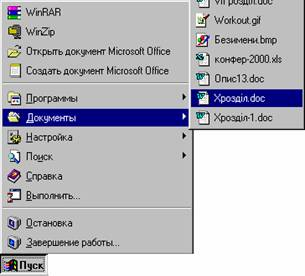 WinRAR
WinZip
Открыть документ Microsoft Office
Создать документ Microsoft Office
Программы
Документы
Настройка
Поиск
Справка
Выполнить...
Остановка
Завершение работы...
Пуск
VII розділ.doc
Workout.gif
Безимени.bmp
конфер-2000.xls
Опис13.doc
Хрозділ.doc
Хрозділ-1.doc